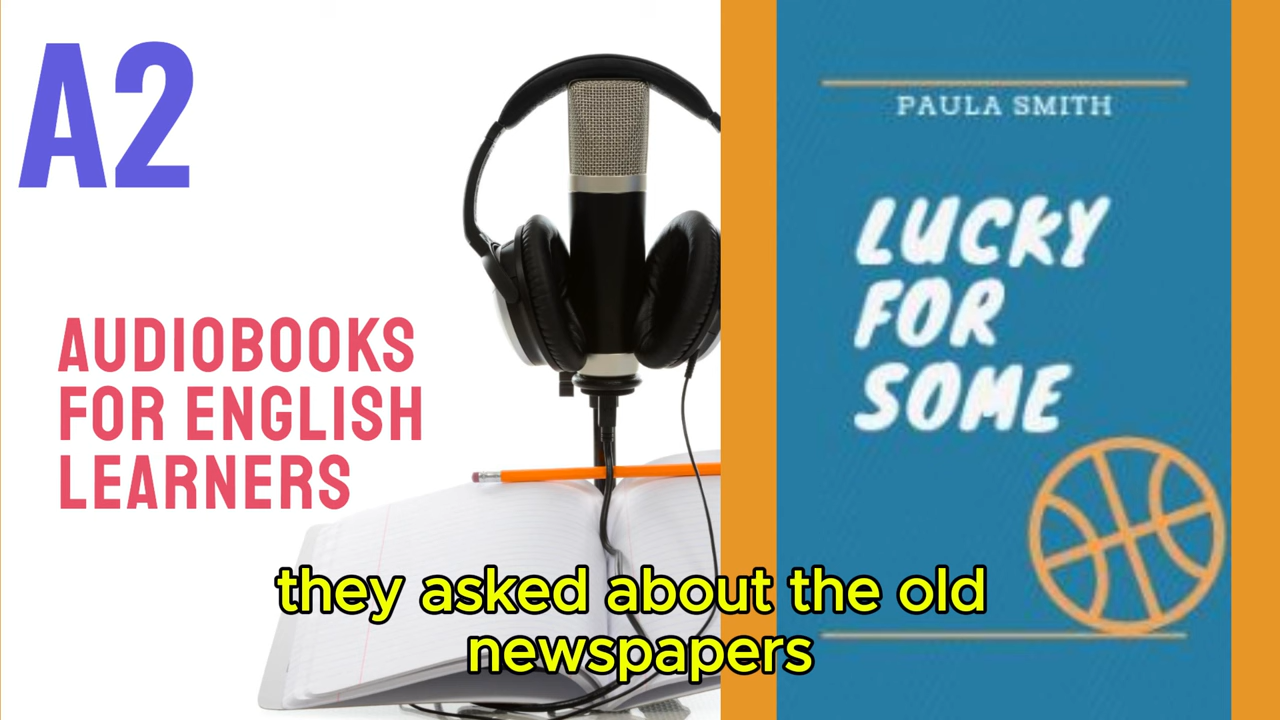 A2
AUDIOBOOKS
FOR ENGLISH
LEARNERS
PAULA SMITH
LUCKY
FOR
SOME
they asked about the old
newspapers